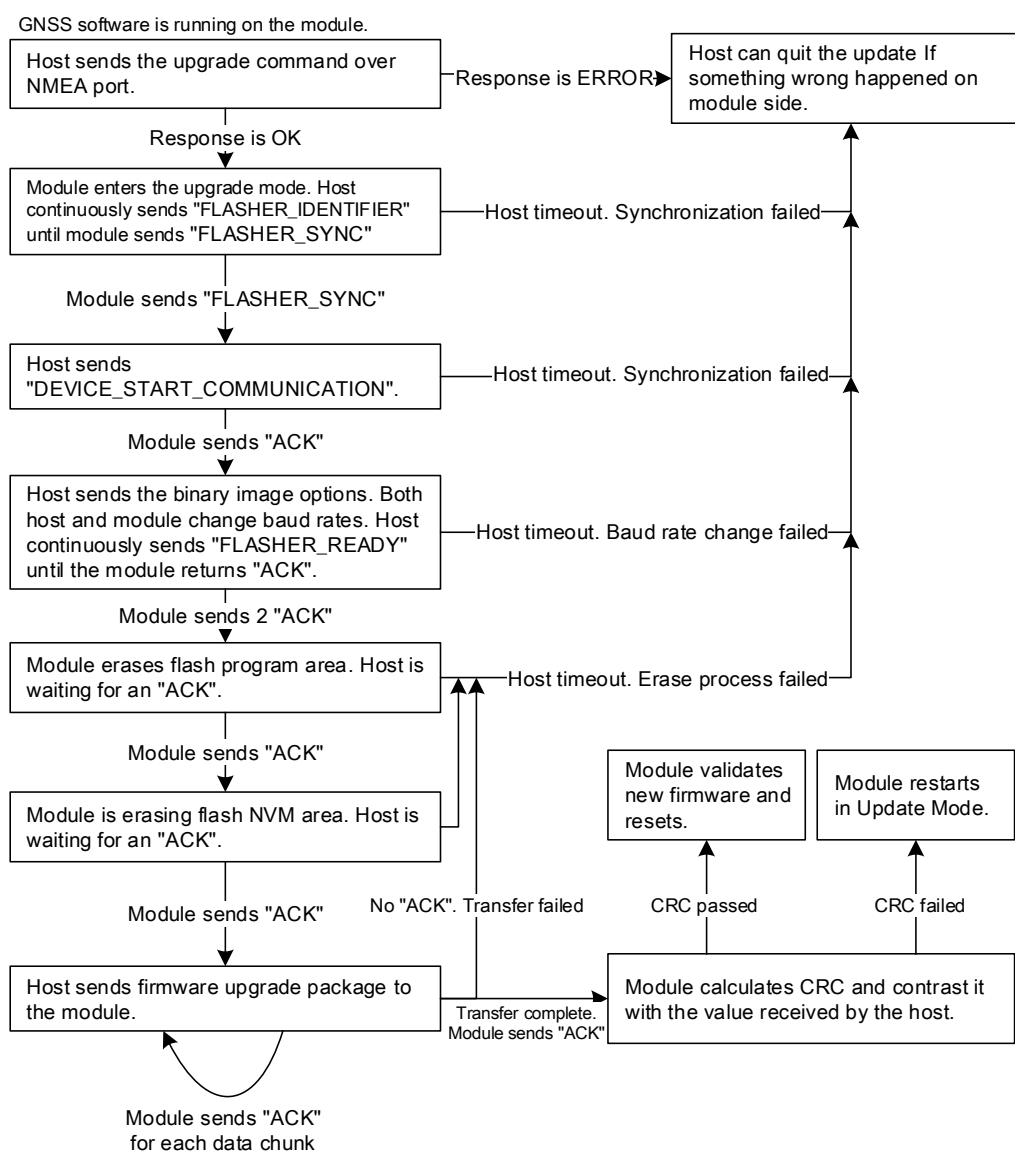 GNSS software is running on the module.
Host sends the upgrade command over
NMEA port.
Response is ERROR
Host can quit the update If
something wrong happened on
module side.
Response is OK
Module enters the upgrade mode. Host
continuously sends "FLASHER_IDENTIFIER"
until module sends "FLASHER_SYNC"
Host timeout. Synchronization failed
Module sends "FLASHER_SYNC"
Host sends
"DEVICE_START_COMMUNICATION".
Host timeout. Synchronization failed
Module sends "ACK"
Host sends the binary image options. Both
host and module change baud rates. Host
continuously sends "FLASHER_READY"
until the module returns "ACK".
Host timeout. Baud rate change failed
Module sends 2 "ACK"
Module erases flash program area. Host is
waiting for an "ACK".
Host timeout. Erase process failed
Module sends "ACK"
Module is erasing flash NVM area. Host is
waiting for an "ACK".
Module validates
new firmware and
resets.
Module restarts
in Update Mode.
Module sends "ACK"
No "ACK". Transfer failed
CRC passed
CRC failed
Host sends firmware upgrade package to
the module.
Transfer complete.
Module sends "ACK"
Module calculates CRC and contrast it
with the value received by the host.
Module sends "ACK"
for each data chunk